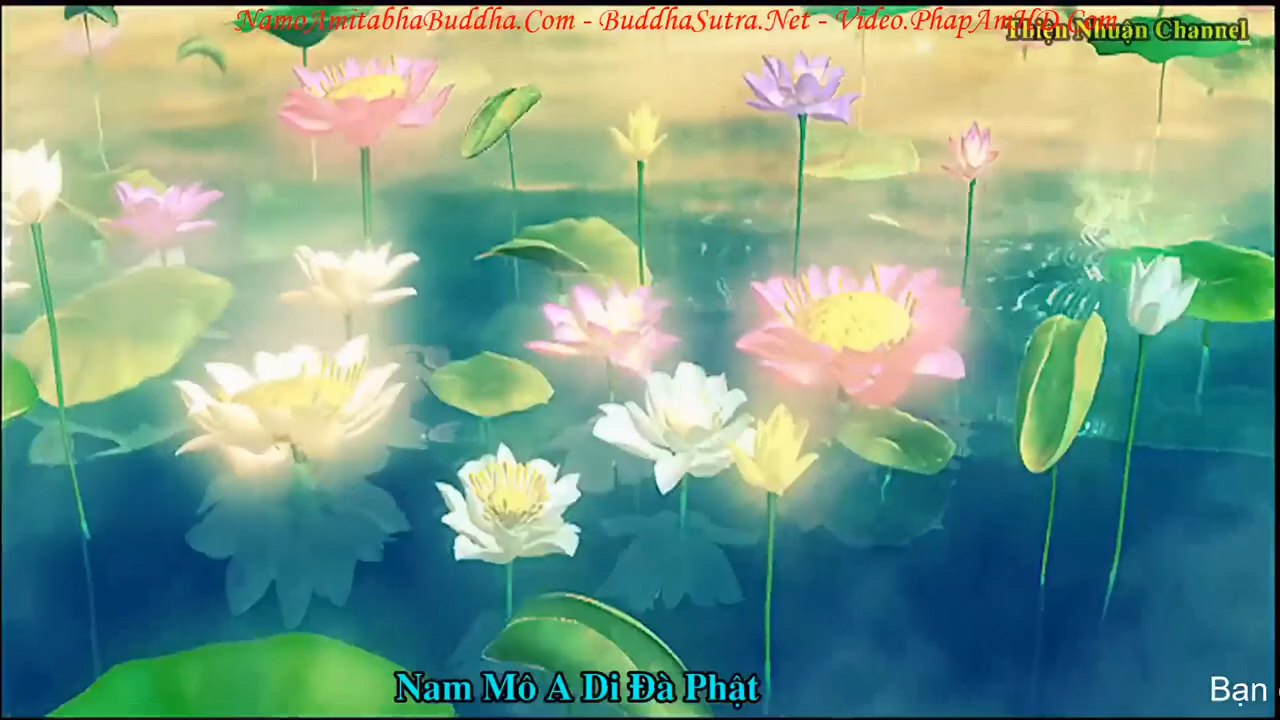 NamoAmitabhaBuddha.Com - BuddhaSutra.Net - Video.PhapAmHD.Com
Thiện Nhuận Channel
Nam Mô A Di Đà Phật
Bạn